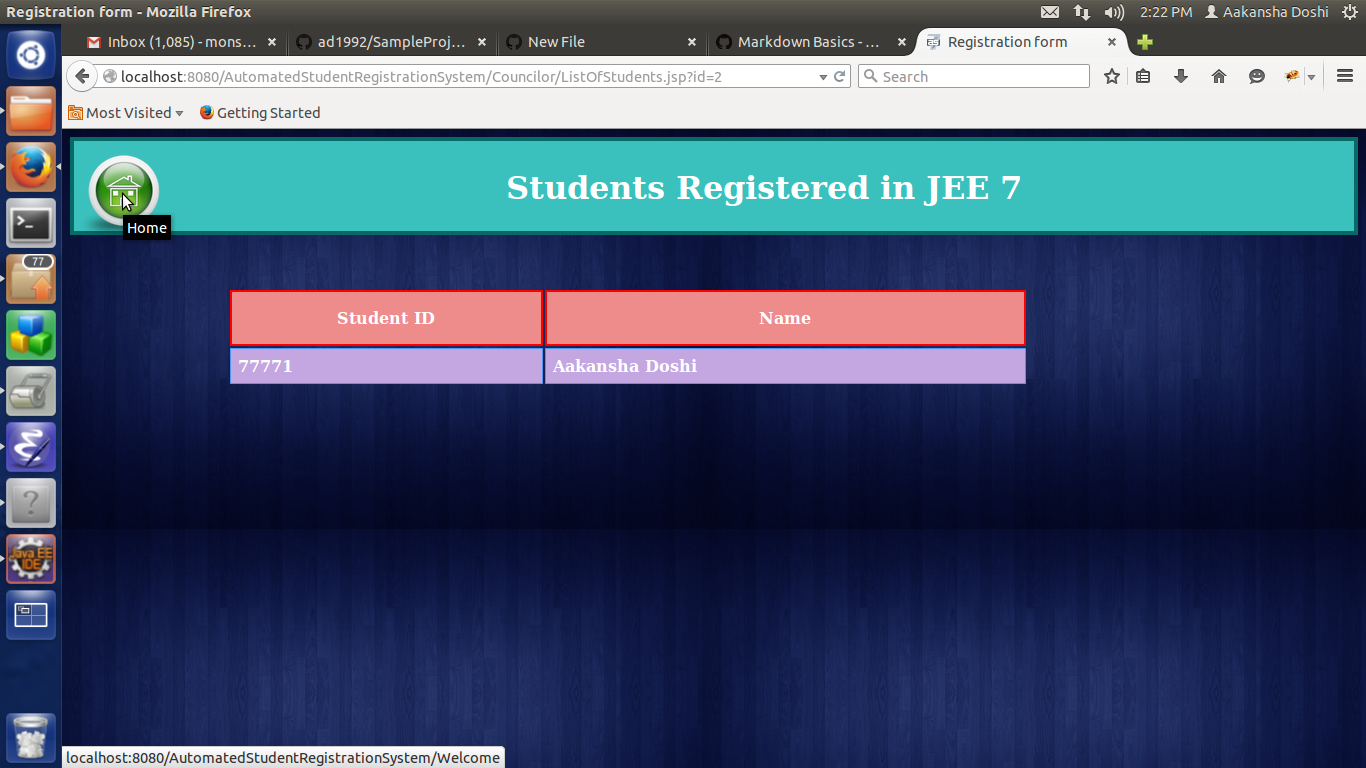 Registration form - Mozilla Firefox
2:22 PM
Aakansha Doshi
Inbox (1,085) - mons...
ad1992/SampleProj...
New File
Markdown Basics - ...
Registration form
localhost:8080/AutomatedStudentRegistrationSystem/Councilor/ListOfStudents.jsp?id=2
Search
Most Visited
Getting Started
Students Registered in JEE 7
Home
77
Student ID
Name
77771
Aakansha Doshi
Java EE
IDE
localhost:8080/AutomatedStudentRegistrationSystem/Welcome